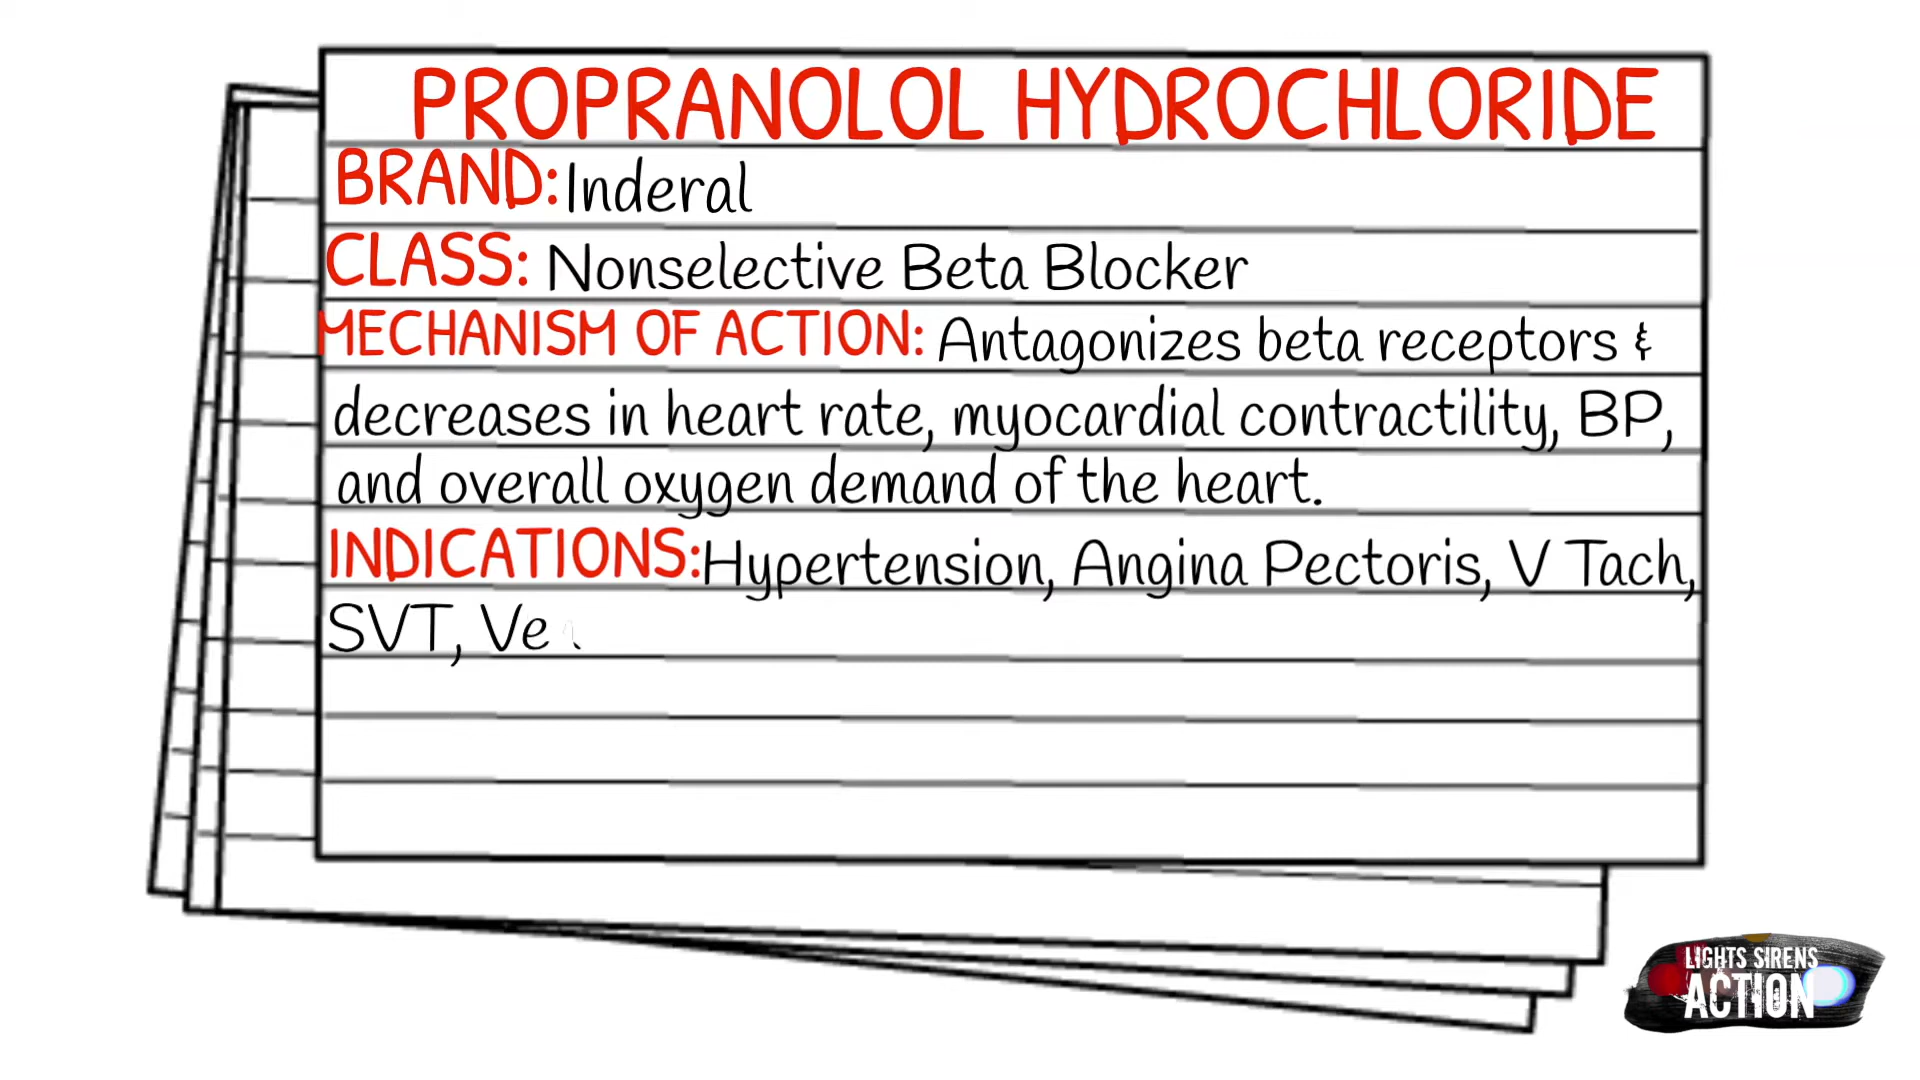 PROPRANOLOL HYDROCHLORIDE
BRAND: Inderal
CLASS: Nonselective Beta Blocker
MECHANISM OF ACTION: Antagonizes beta receptors &
decreases in heart rate, myocardial contractility, BP,
and overall oxygen demand of the heart.
INDICATIONS: Hypertension, Angina Pectoris, V Tach,
SVT, Ve
LIGHTS SIRENS
ACTION